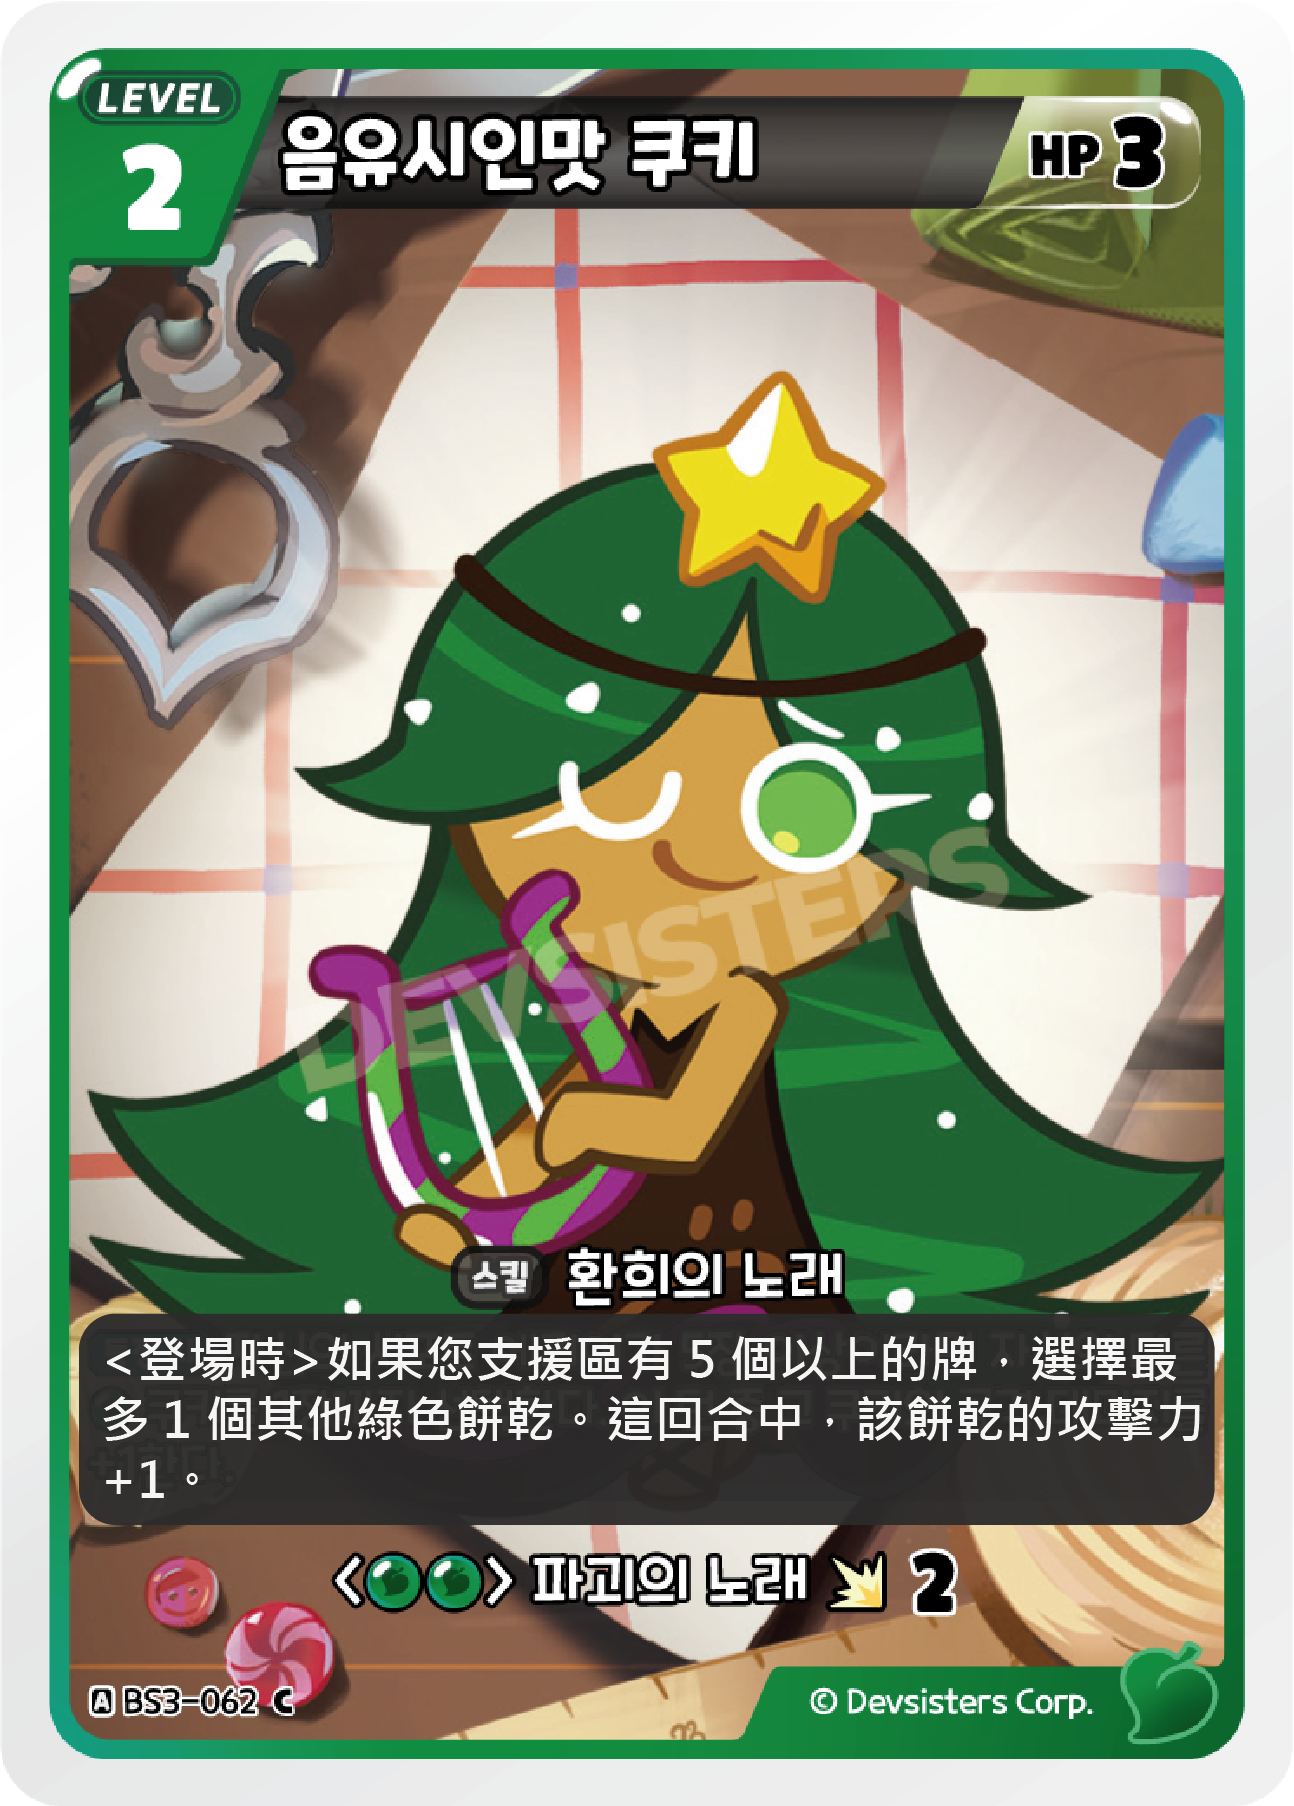 LEVEL
2
음유시인맛 쿠키
HP 3
DEVSISTERS
스킬 환희의 노래
<登場時>如果您支援區有 5 個以上的牌，選擇最
多 1 個其他綠色餅乾。這回合中，該餅乾的攻擊力
+1。
< > 파괴의 노래 2
A BS3-062 C
© Devsisters Corp.